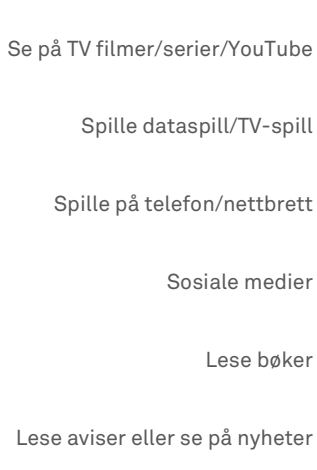 Se på TV filmer/serier/YouTube
Spille dataspill/TV-spill
Spille på telefon/nettbrett
Sosiale medier
Lese bøker
Lese aviser eller se på nyheter